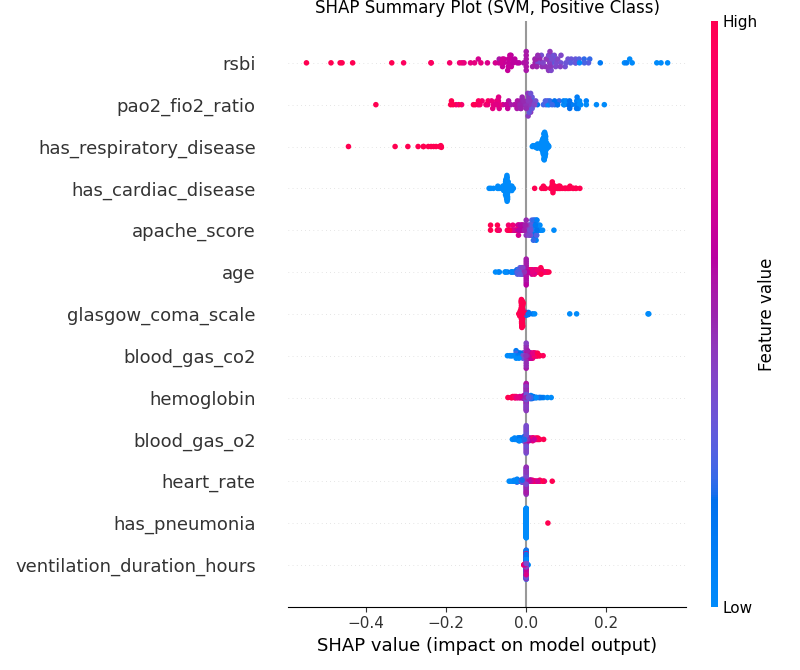 SHAP Summary Plot (SVM, Positive Class)
High
rsbi
pao2_fio2_ratio
has_respiratory_disease
has_cardiac_disease
apache_score
age
glasgow_coma_scale
blood_gas_co2
hemoglobin
blood_gas_o2
heart_rate
has_pneumonia
ventilation_duration_hours
Feature value
Low
−0.4 −0.2 0.0 0.2
SHAP value (impact on model output)